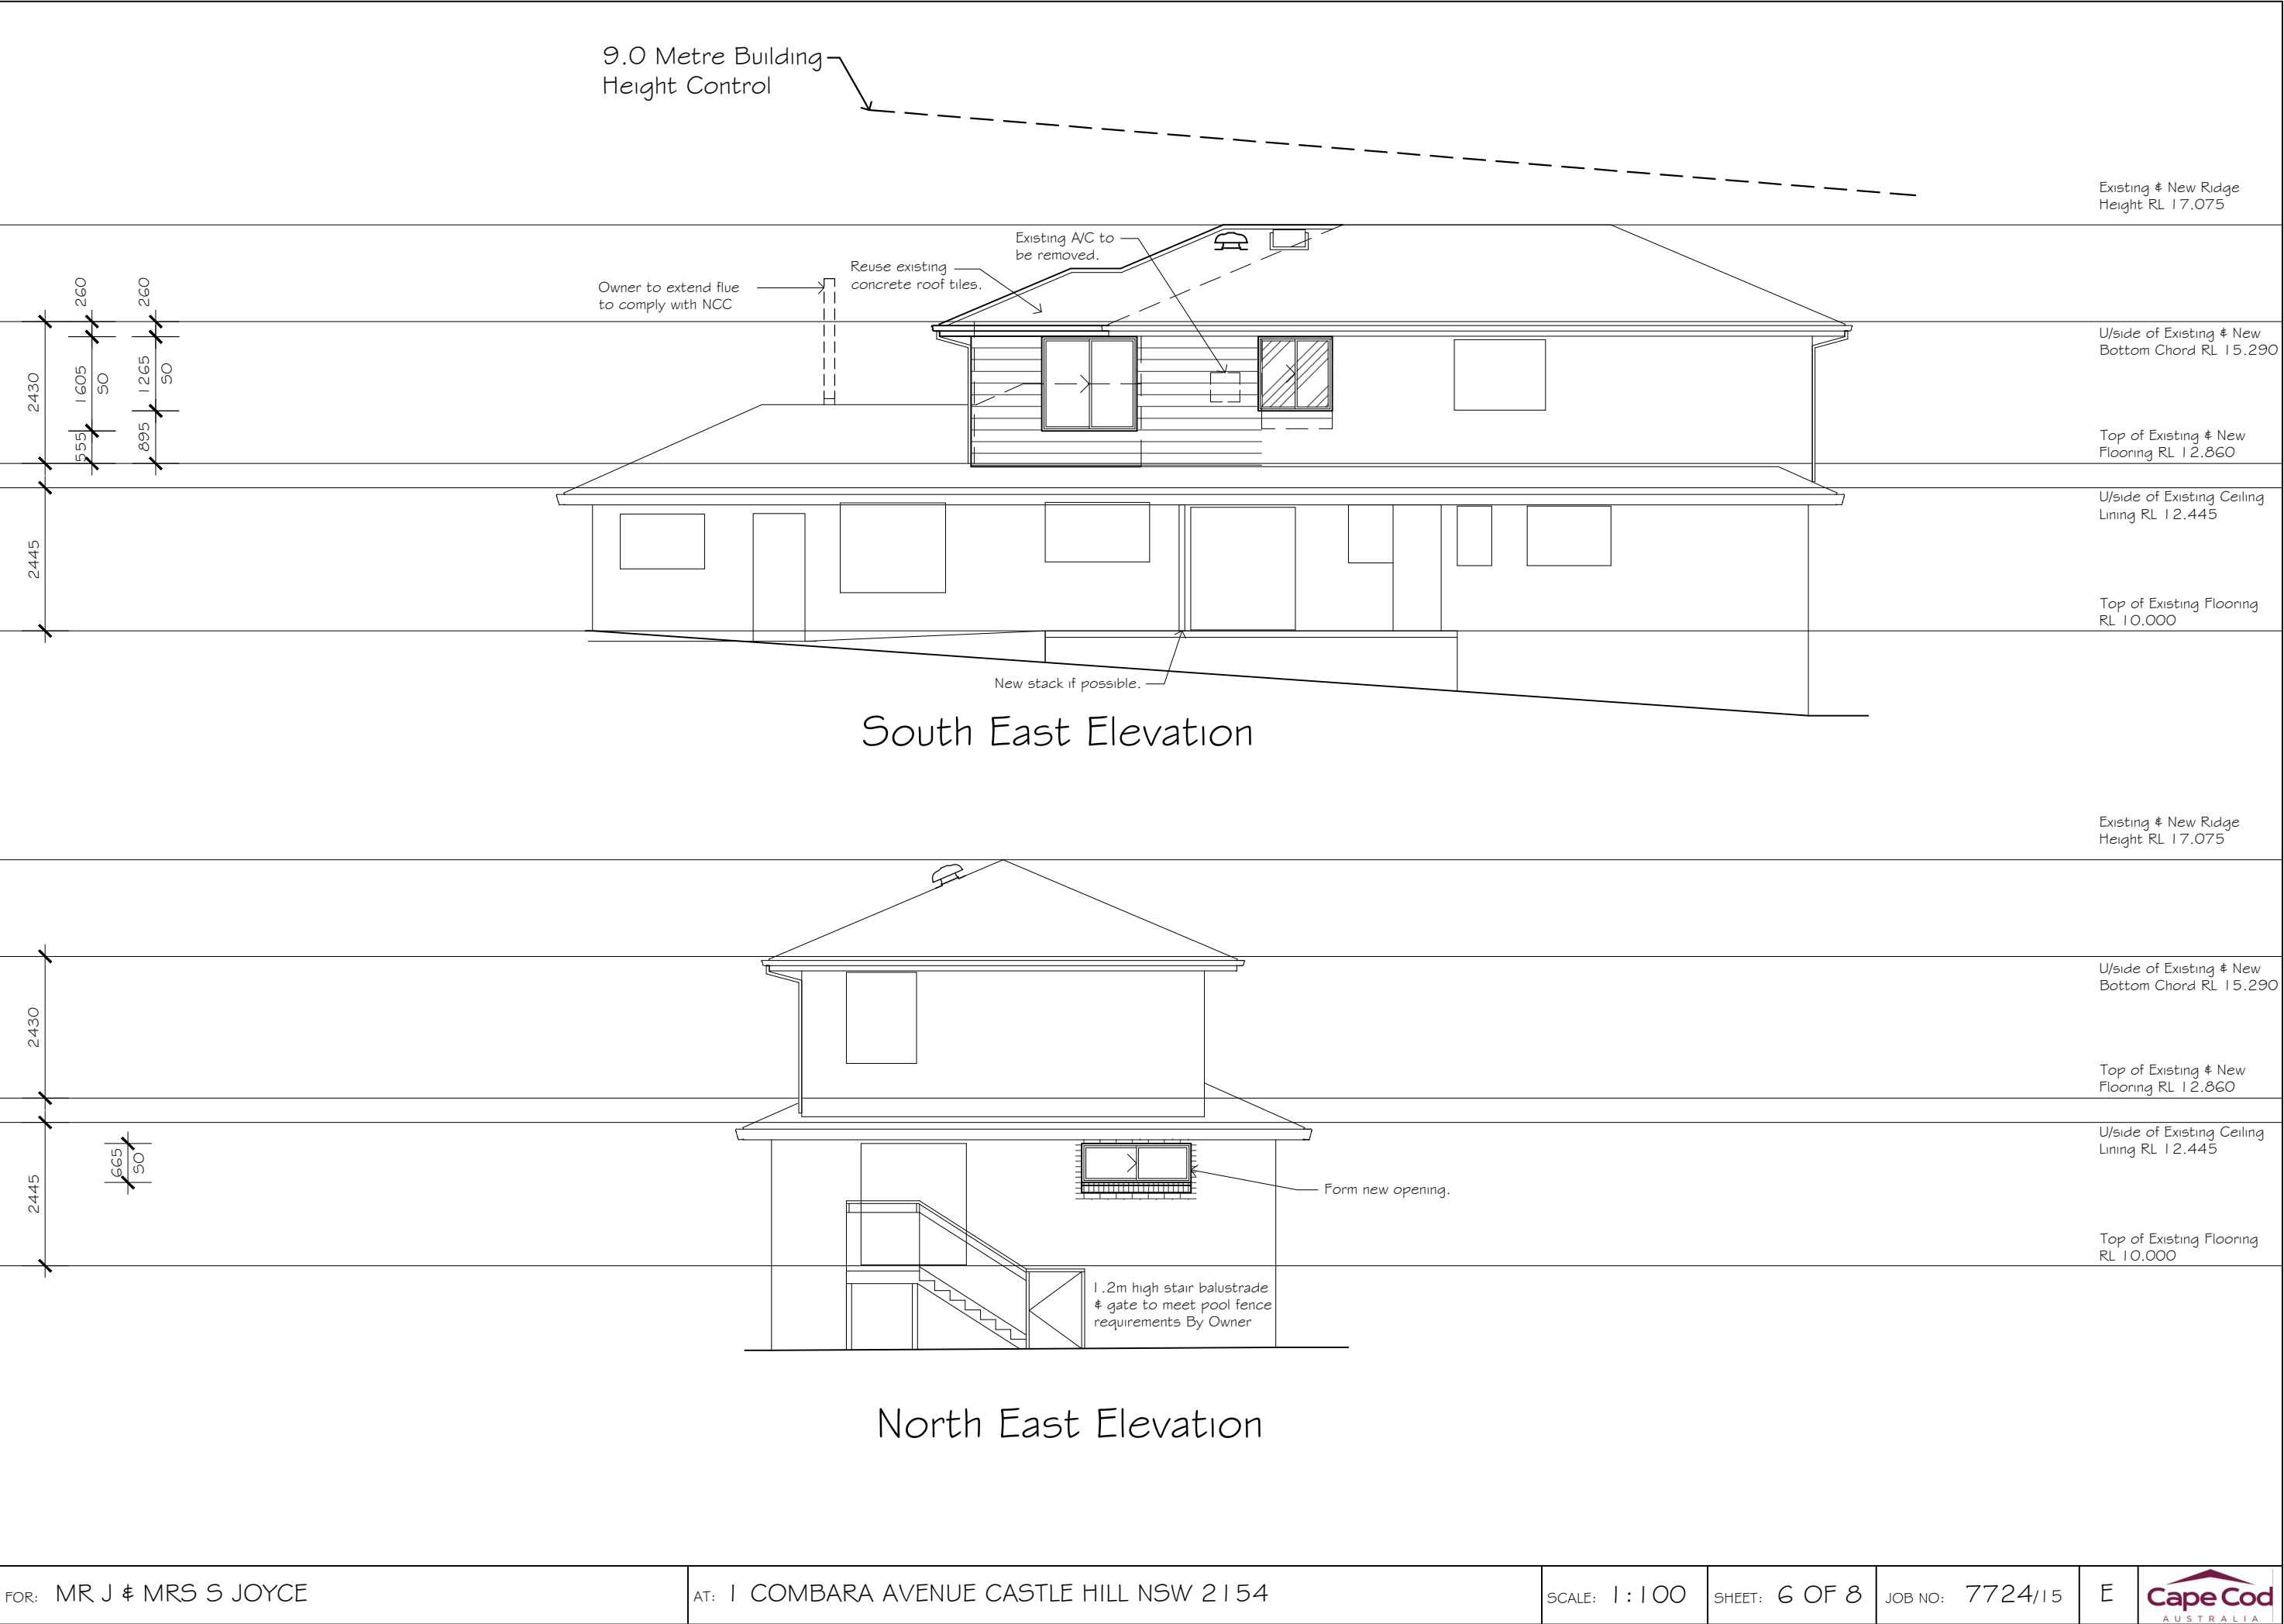 9.0 Metre Building
Height Control
Existing & New Ridge
Height RL 17.075
Existing A/C to
be removed.
Reuse existing
concrete roof tiles.
Owner to extend flue
to comply with NCC
260
260
1605
SO
1265
SO
2430
555
895
U/side of Existing & New
Bottom Chord RL 15.290
Top of Existing & New
Flooring RL 12.860
U/side of Existing Ceiling
Lining RL 12.445
2445
Top of Existing Flooring
RL 10.000
New stack if possible.
South East Elevation
Existing & New Ridge
Height RL 17.075
U/side of Existing & New
Bottom Chord RL 15.290
2430
Top of Existing & New
Flooring RL 12.860
U/side of Existing Ceiling
Lining RL 12.445
665
SO
2445
Form new opening.
Top of Existing Flooring
RL 10.000
1.2m high stair balustrade
& gate to meet pool fence
requirements By Owner
North East Elevation
FOR: MR J & MRS S JOYCE
AT: 1 COMBARA AVENUE CASTLE HILL NSW 2154
SCALE: 1:100
SHEET: 6 OF 8
JOB NO: 7724/15
E
Cape Cod
AUSTRALIA